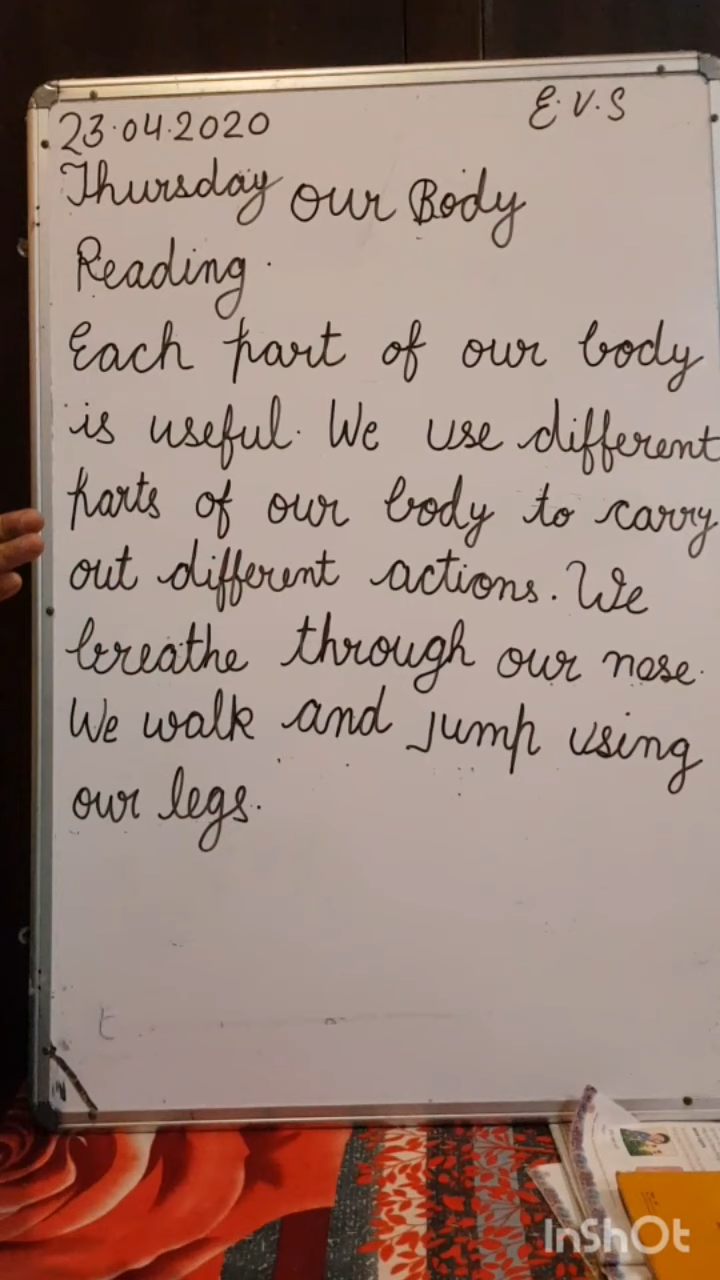 23.04.2020 E.V.S
Thursday Our Body
Reading.
Each part of our body
is useful. We use different
parts of our body to carry
out different actions. We
breathe through our nose.
We walk and jump using
our legs.
InShOt